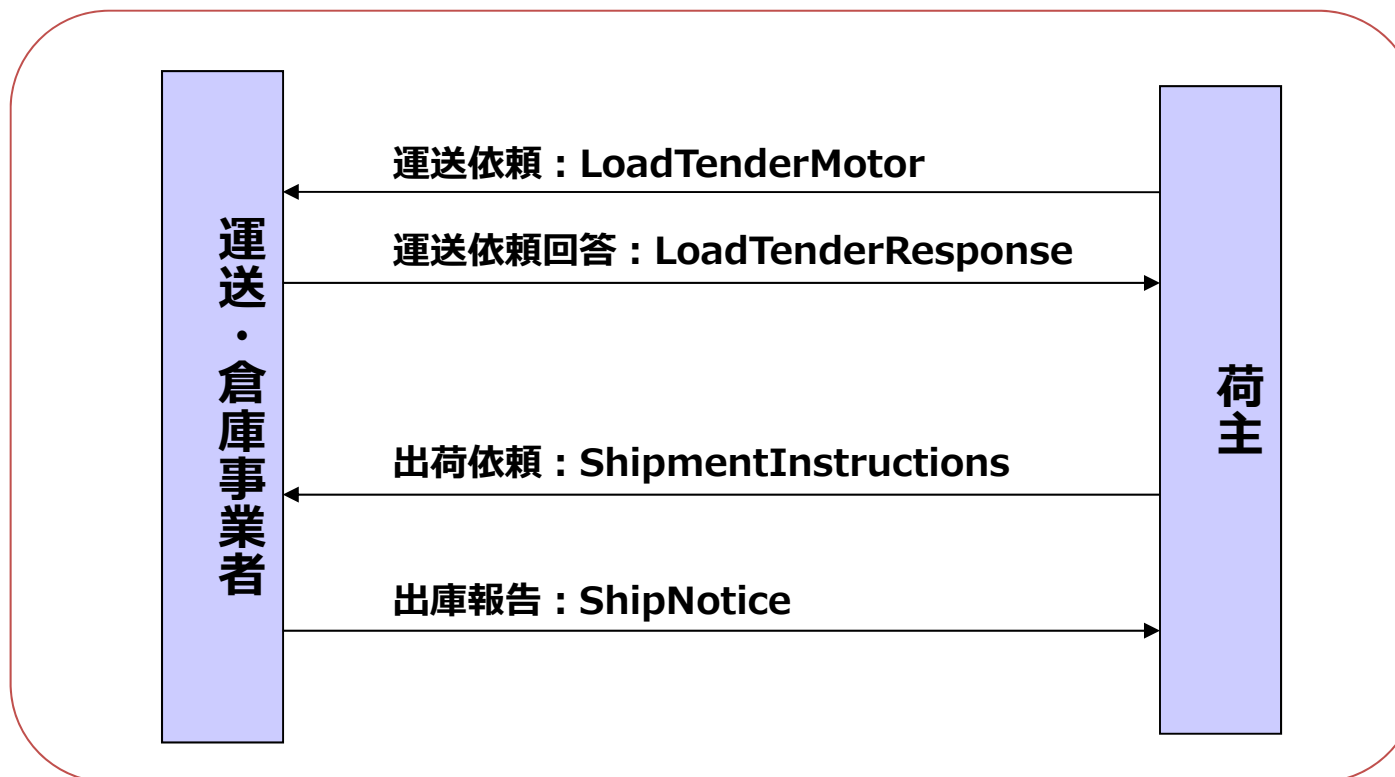 運送依頼：LoadTenderMotor
運送依頼回答：LoadTenderResponse
運送・倉庫事業者
荷主
出荷依頼：ShipmentInstructions
出庫報告：ShipNotice